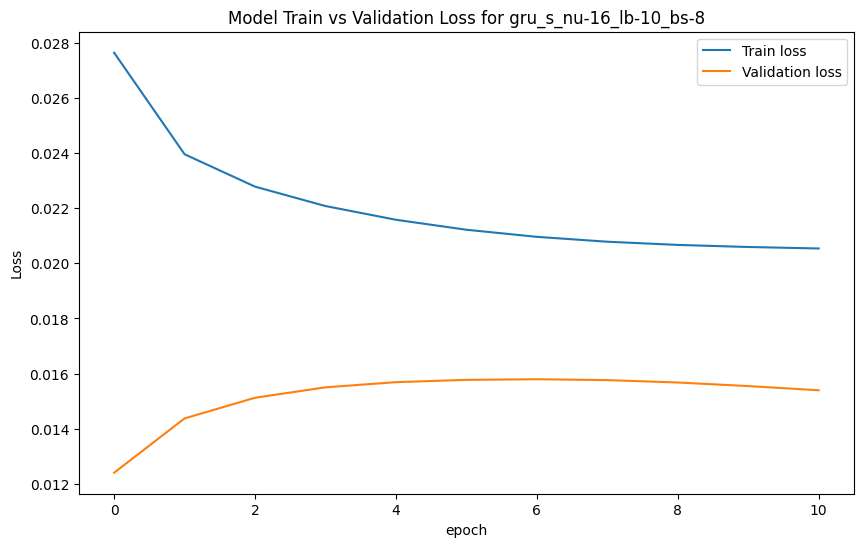 Model Train vs Validation Loss for gru_s_nu-16_lb-10_bs-8
Train loss
Validation loss
Loss
0.028
0.026
0.024
0.022
0.020
0.018
0.016
0.014
0.012
0 2 4 6 8 10
epoch